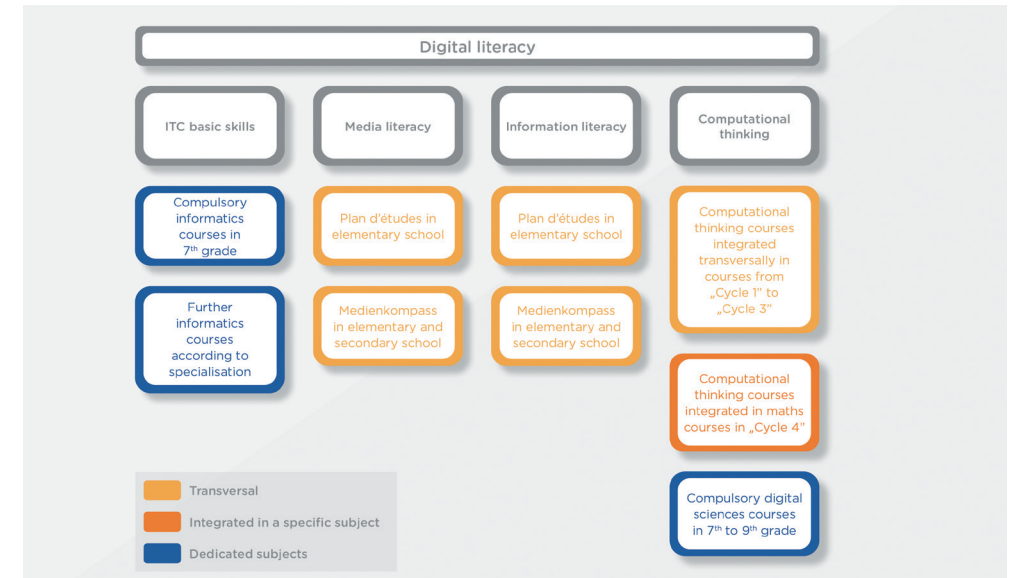 Digital literacy
ITC basic skills
Media literacy
Information literacy
Computational
thinking
Compulsory
informatics
courses in
7th grade
Further
informatics
courses
according to
specialisation
Plan d'études in
elementary school
Medienkompass
in elementary and
secondary school
Plan d'études in
elementary school
Medienkompass
in elementary and
secondary school
Computational
thinking courses
integrated
transversally in
courses from
„Cycle 1" to
„Cycle 3"
Computational
thinking courses
integrated in maths
courses in „Cycle 4"
Compulsory digital
sciences courses
in 7th to 9th grade
Transversal
Integrated in a specific subject
Dedicated subjects